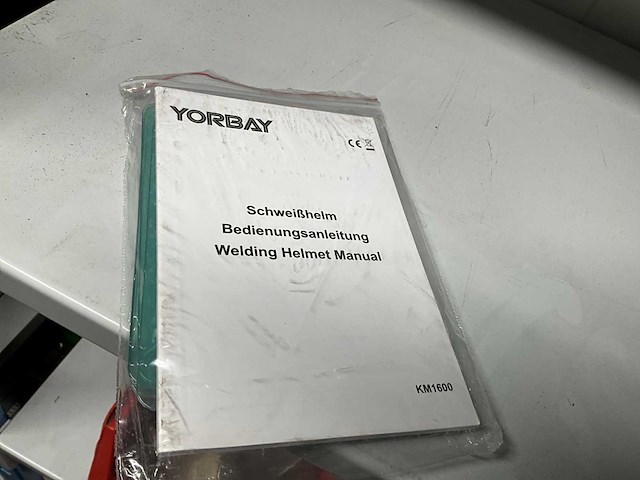 YORBAY
CE
Schweißhelm
Bedienungsanleitung
Welding Helmet Manual
KM1600